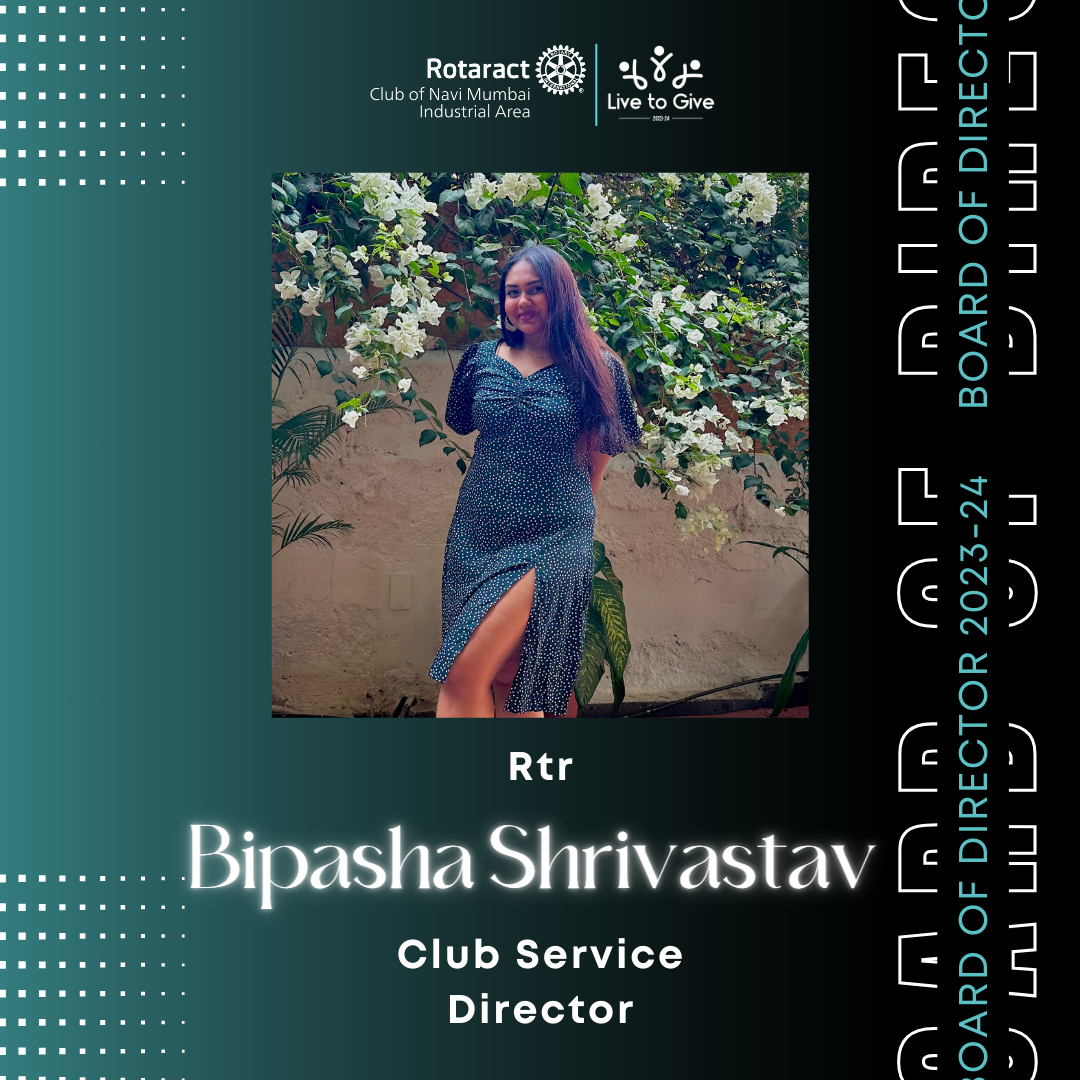 Rotaract
Club of Navi Mumbai
Industrial Area
Live to Give
2023-24
Rtr
Bipasha Shrivastav
Club Service
Director
BOARD OF DIRECTOR 2023-24
BOARD OF DIRECTO